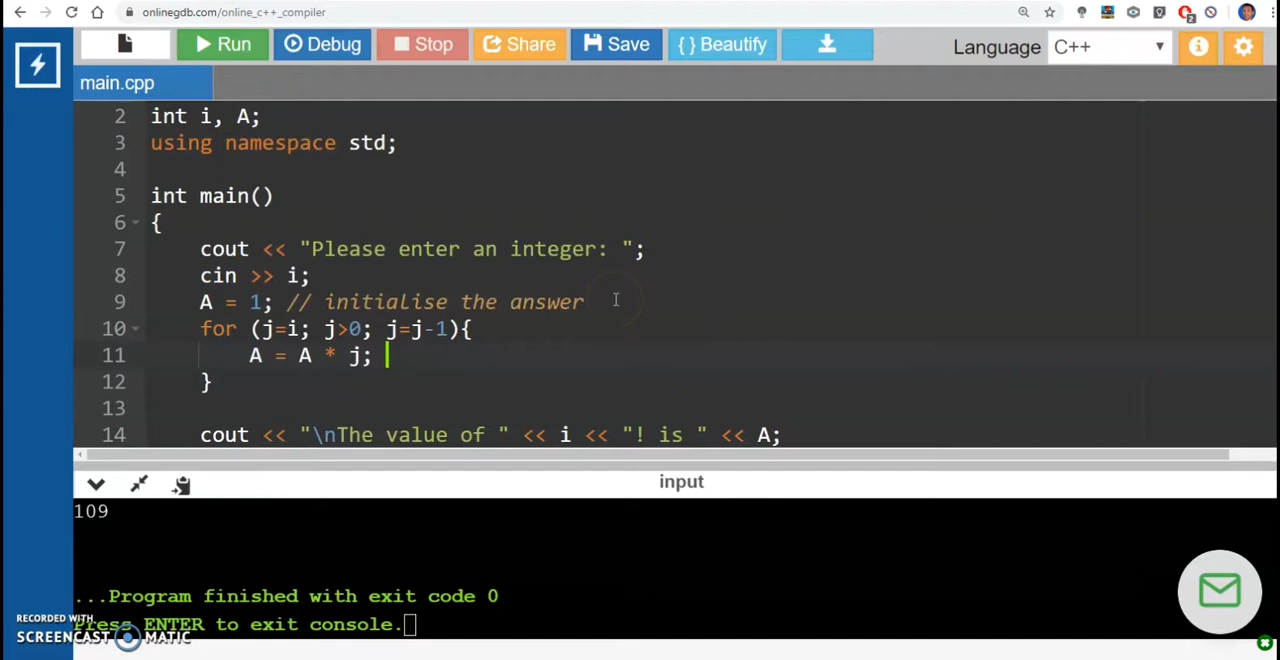 onlinegdb.com/online_c++_compiler
Run Debug Stop Share Save { } Beautify Language C++
main.cpp
2 int i, A;
3 using namespace std;
4
5 int main()
6 {
7 cout << "Please enter an integer: ";
8 cin >> i;
9 A = 1; // initialise the answer
10 for (j=i; j>0; j=j-1){
11 A = A * j;
12 }
13
14 cout << "\nThe value of " << i << "! is " << A;
input
109
...Program finished with exit code 0
Press ENTER to exit console.
RECORDED WITH
SCREENCAST MATIC